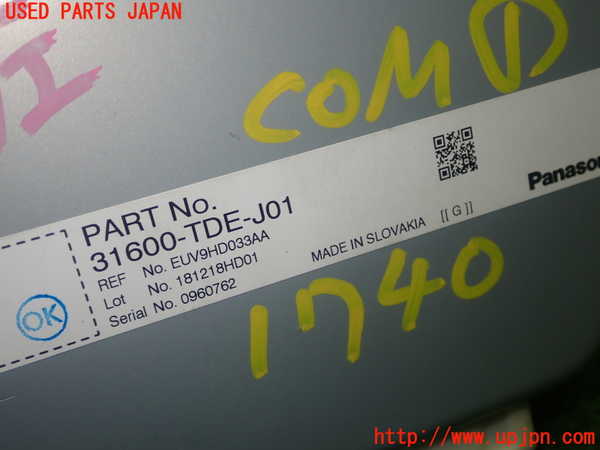 USED PARTS JAPAN
COM D
PART No.
31600-TDE-J01
REF No. EUV9HD033AA
Lot No. 181218HD01
Serial No. 0960762
MADE IN SLOVAKIA [[ G ]]
Panason
OK
1740
http://www.upjpn.com/